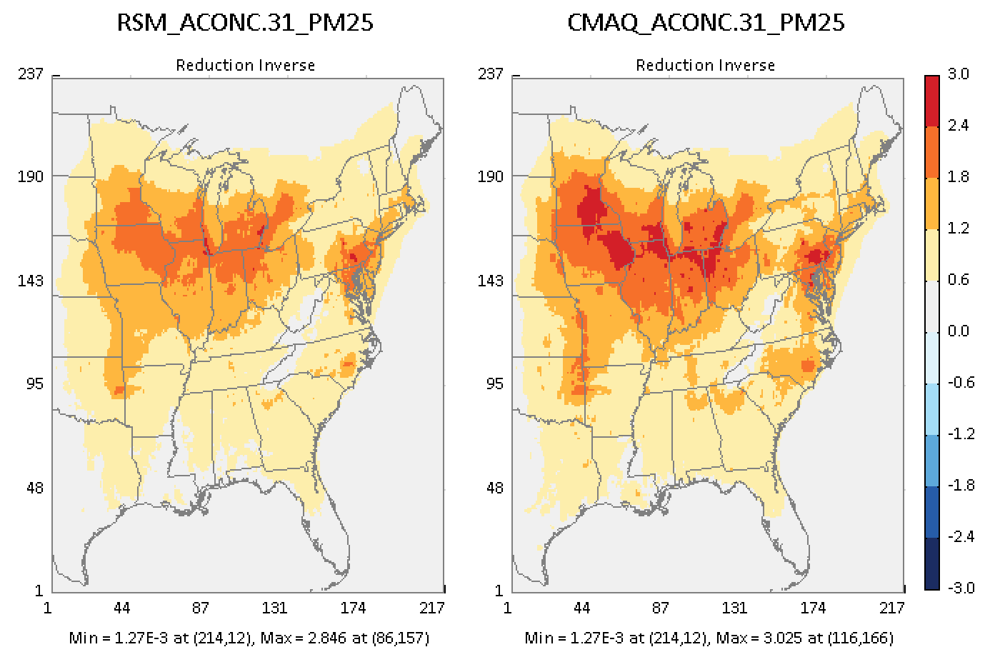 RSM_ACONC.31_PM25
Reduction Inverse
237
190
143
95
48
1
1 44 87 131 174 217
Min = 1.27E-3 at (214,12), Max = 2.846 at (86,157)
CMAQ_ACONC.31_PM25
Reduction Inverse
237
190
143
95
48
1
1 44 87 131 174 217
Min = 1.27E-3 at (214,12), Max = 3.025 at (116,166)
3.0
2.4
1.8
1.2
0.6
0.0
-0.6
-1.2
-1.8
-2.4
-3.0